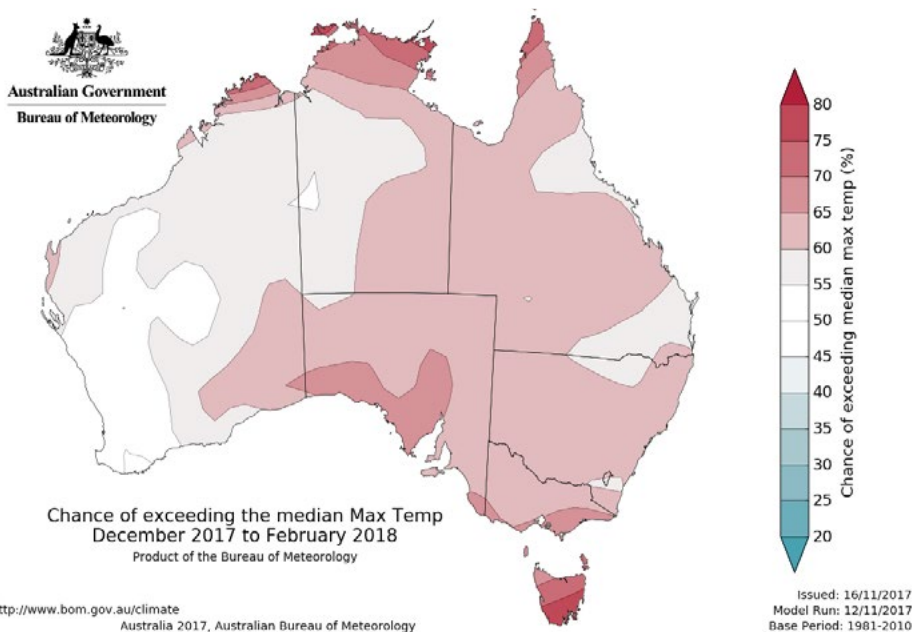 Australian Government
Bureau of Meteorology
80
75
70
65
60
55
50
45
40
35
30
25
20
Chance of exceeding median max temp (%)
Chance of exceeding the median Max Temp
December 2017 to February 2018
Product of the Bureau of Meteorology
ttp://www.bom.gov.au/climate
Australia 2017, Australian Bureau of Meteorology
Issued: 16/11/2017
Model Run: 12/11/2017
Base Period: 1981-2010